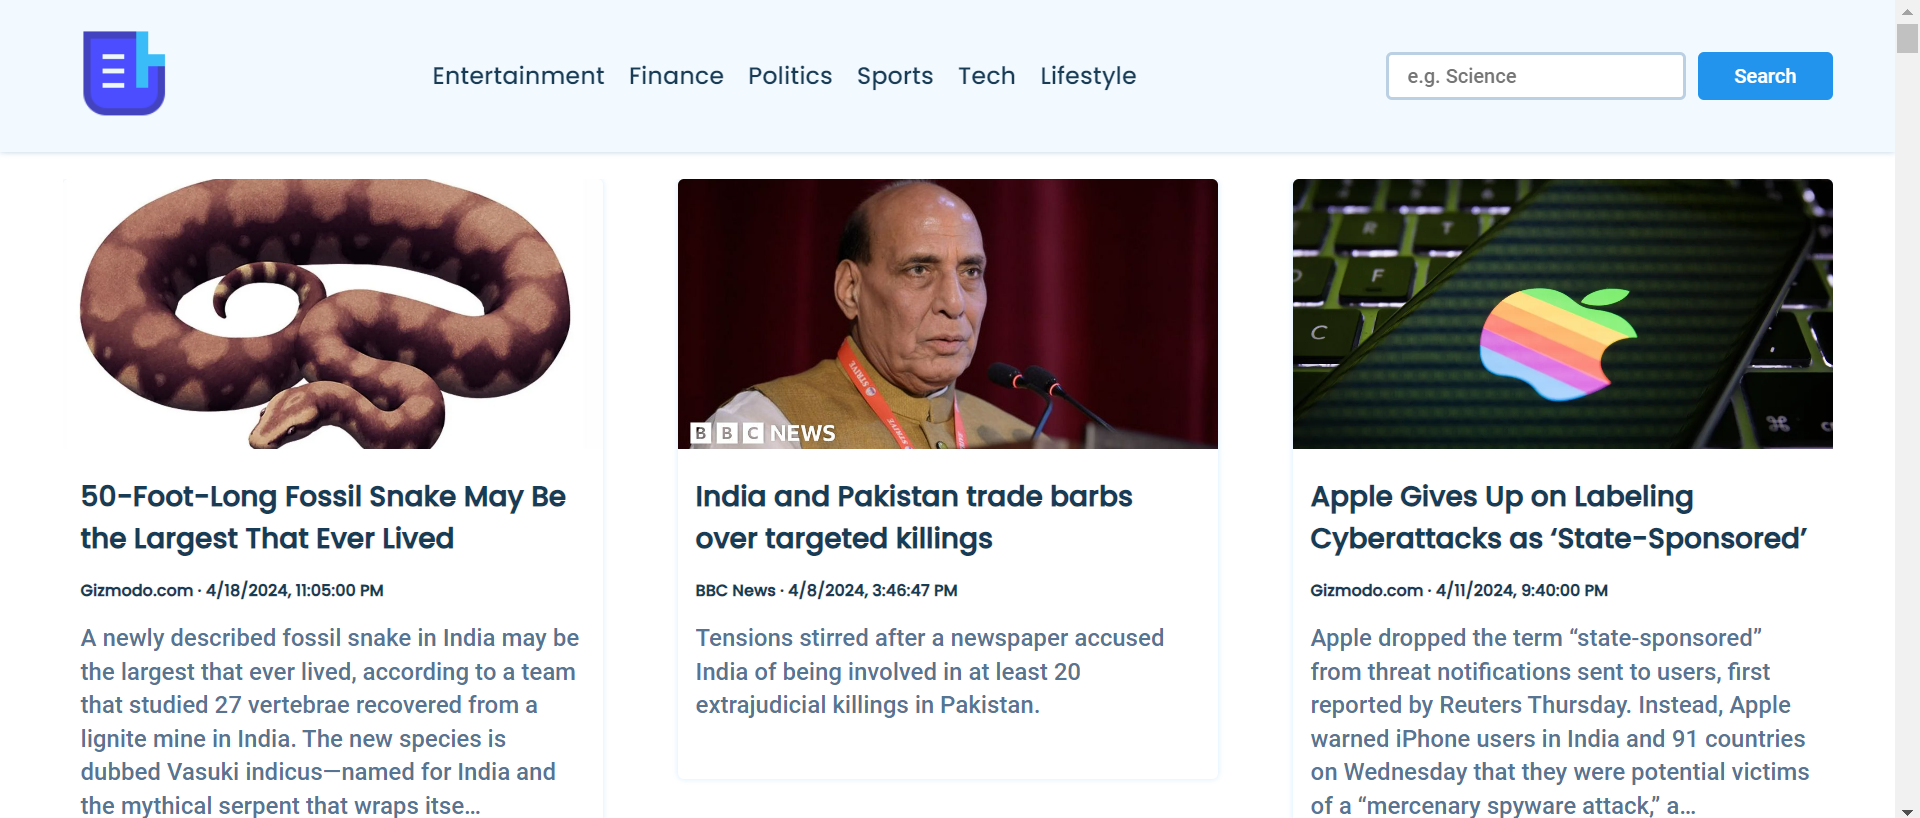 Entertainment Finance Politics Sports Tech Lifestyle
e.g. Science
Search
BBC NEWS
STRIVE
STRIVE
R T
F
C
⌘
50-Foot-Long Fossil Snake May Be
the Largest That Ever Lived
Gizmodo.com · 4/18/2024, 11:05:00 PM
A newly described fossil snake in India may be
the largest that ever lived, according to a team
that studied 27 vertebrae recovered from a
lignite mine in India. The new species is
dubbed Vasuki indicus—named for India and
the mythical serpent that wraps itse...
India and Pakistan trade barbs
over targeted killings
BBC News · 4/8/2024, 3:46:47 PM
Tensions stirred after a newspaper accused
India of being involved in at least 20
extrajudicial killings in Pakistan.
Apple Gives Up on Labeling
Cyberattacks as ‘State-Sponsored’
Gizmodo.com · 4/11/2024, 9:40:00 PM
Apple dropped the term “state-sponsored”
from threat notifications sent to users, first
reported by Reuters Thursday. Instead, Apple
warned iPhone users in India and 91 countries
on Wednesday that they were potential victims
of a “mercenary spyware attack,” a...